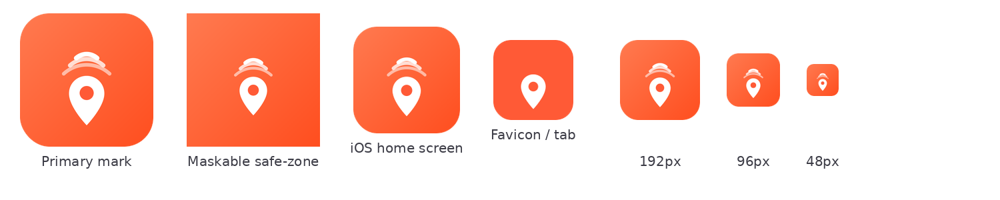 Primary mark
Maskable safe-zone
iOS home screen
Favicon / tab
192px
96px
48px